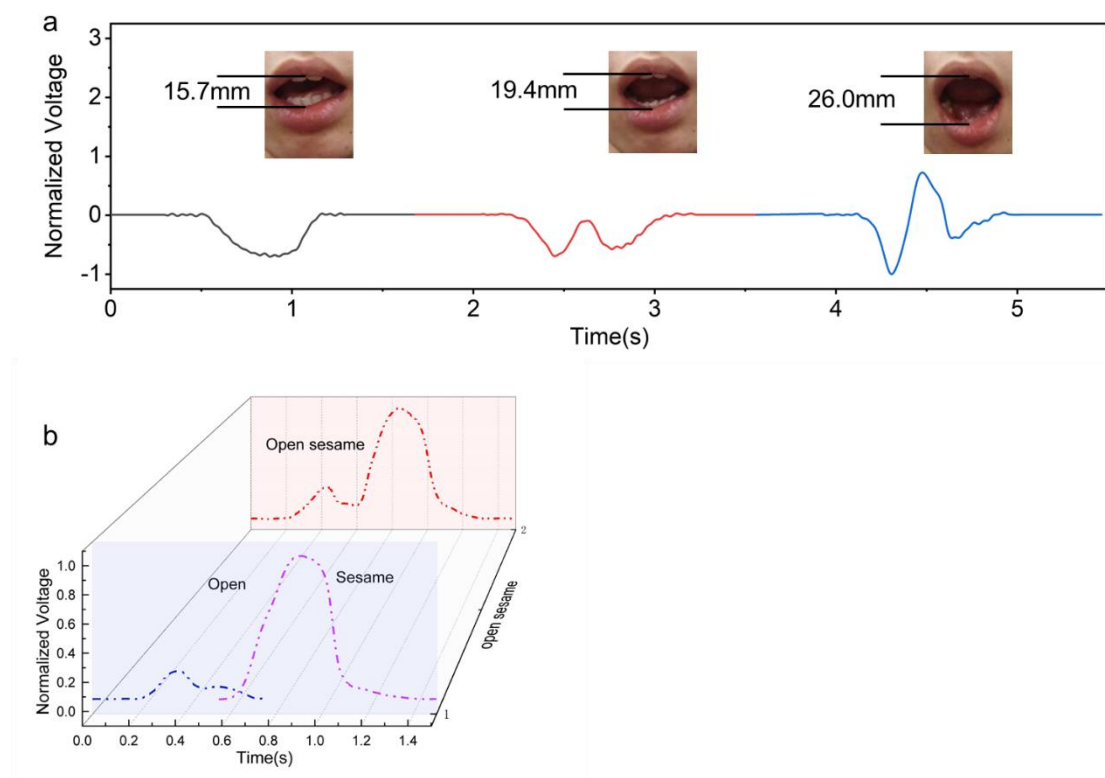 a
3
2
1
0
-1
Normalized Voltage
15.7mm
19.4mm
26.0mm
0
1
2
3
4
5
Time(s)
b
Open sesame
2
Open
Sesame
open sesame
1
1.0
0.8
0.6
0.4
0.2
0.0
Normalized Voltage
0.0
0.2
0.4
0.6
0.8
1.0
1.2
1.4
Time(s)